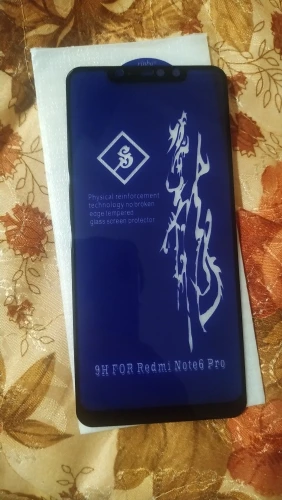 Physical reinforcement
technology no broken
edge tempered
glass screen protector
9H FOR Redmi Note6 Pro